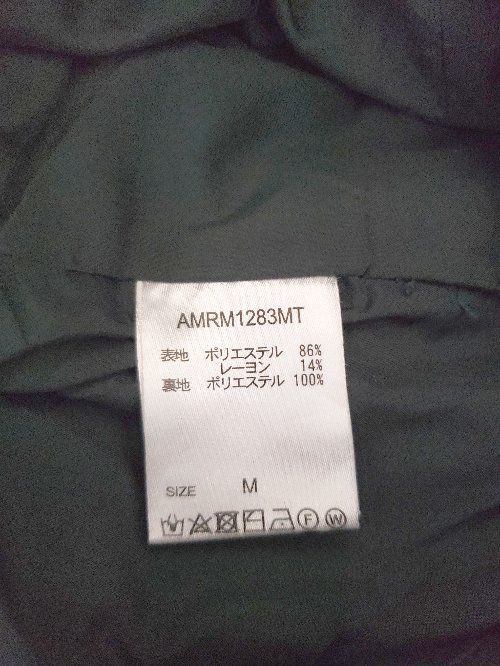 AMRM1283MT
表地 ポリエステル 86%
レーヨン 14%
裏地 ポリエステル 100%
SIZE M
F W